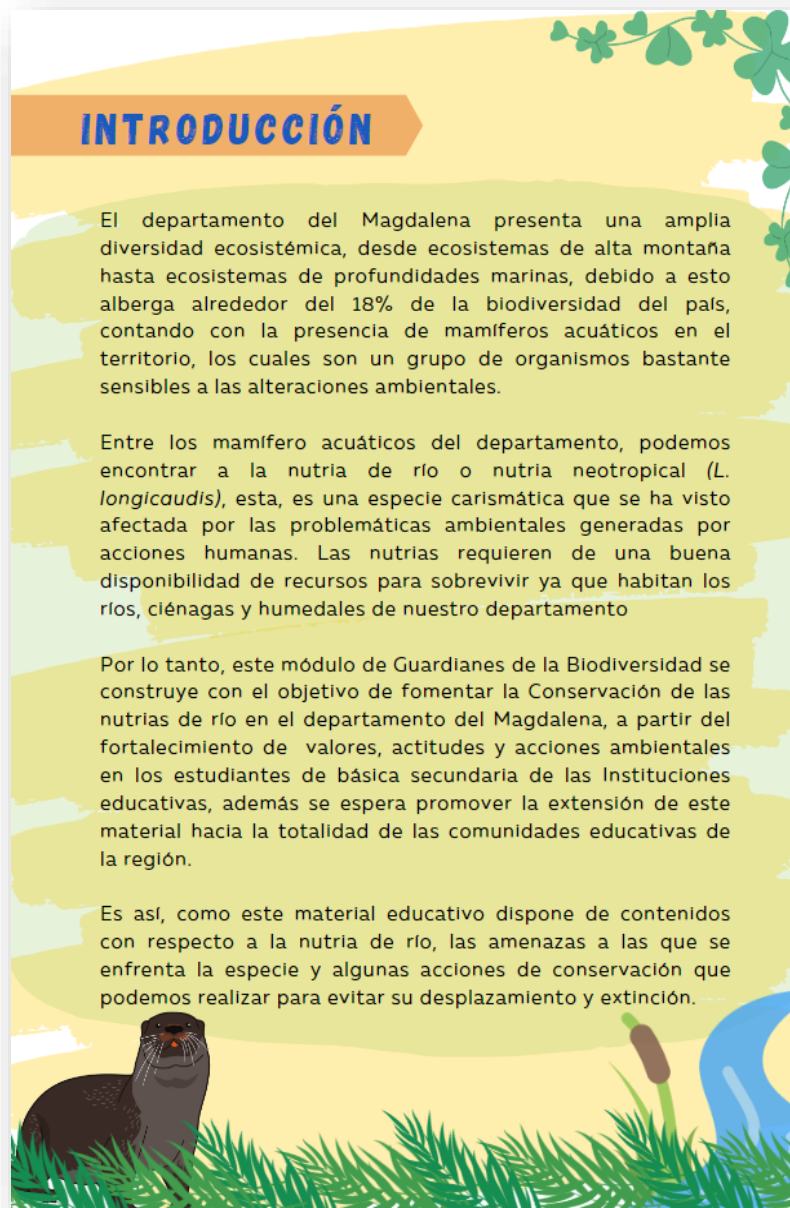 INTRODUCCIÓN
El departamento del Magdalena presenta una amplia
diversidad ecosistémica, desde ecosistemas de alta montaña
hasta ecosistemas de profundidades marinas, debido a esto
alberga alrededor del 18% de la biodiversidad del país,
contando con la presencia de mamíferos acuáticos en el
territorio, los cuales son un grupo de organismos bastante
sensibles a las alteraciones ambientales.
Entre los mamífero acuáticos del departamento, podemos
encontrar a la nutria de río o nutria neotropical (L.
longicaudis), esta, es una especie carismática que se ha visto
afectada por las problemáticas ambientales generadas por
acciones humanas. Las nutrias requieren de una buena
disponibilidad de recursos para sobrevivir ya que habitan los
ríos, ciénagas y humedales de nuestro departamento
Por lo tanto, este módulo de Guardianes de la Biodiversidad se
construye con el objetivo de fomentar la Conservación de las
nutrias de río en el departamento del Magdalena, a partir del
fortalecimiento de valores, actitudes y acciones ambientales
en los estudiantes de básica secundaria de las Instituciones
educativas, además se espera promover la extensión de este
material hacia la totalidad de las comunidades educativas de
la región.
Es así, como este material educativo dispone de contenidos
con respecto a la nutria de río, las amenazas a las que se
enfrenta la especie y algunas acciones de conservación que
podemos realizar para evitar su desplazamiento y extinción.